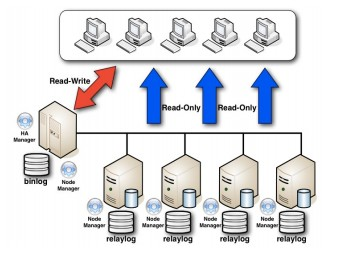 Read-Write
Read-Only
Read-Only
HA
Manager
binlog
Node
Manager
Node
Manager
relaylog
Node
Manager
relaylog
Node
Manager
relaylog
Node
Manager
relaylog